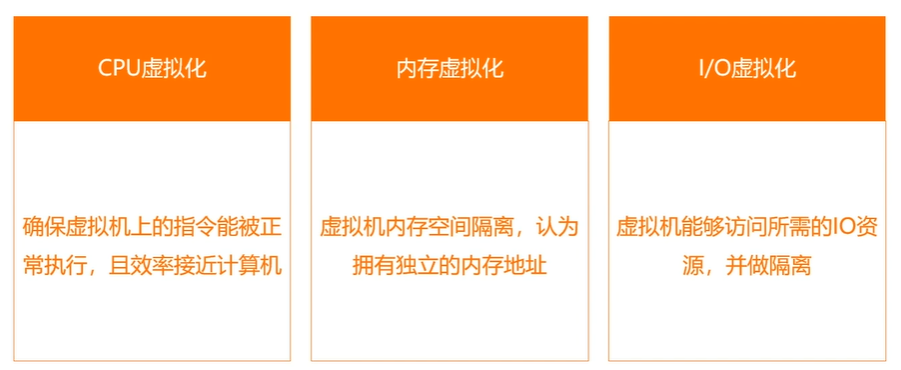 CPU虚拟化
确保虚拟机上的指令能被正
常执行，且效率接近计算机
内存虚拟化
虚拟机内存空间隔离，认为
拥有独立的内存地址
I/O虚拟化
虚拟机能够访问所需的IO资
源，并做隔离